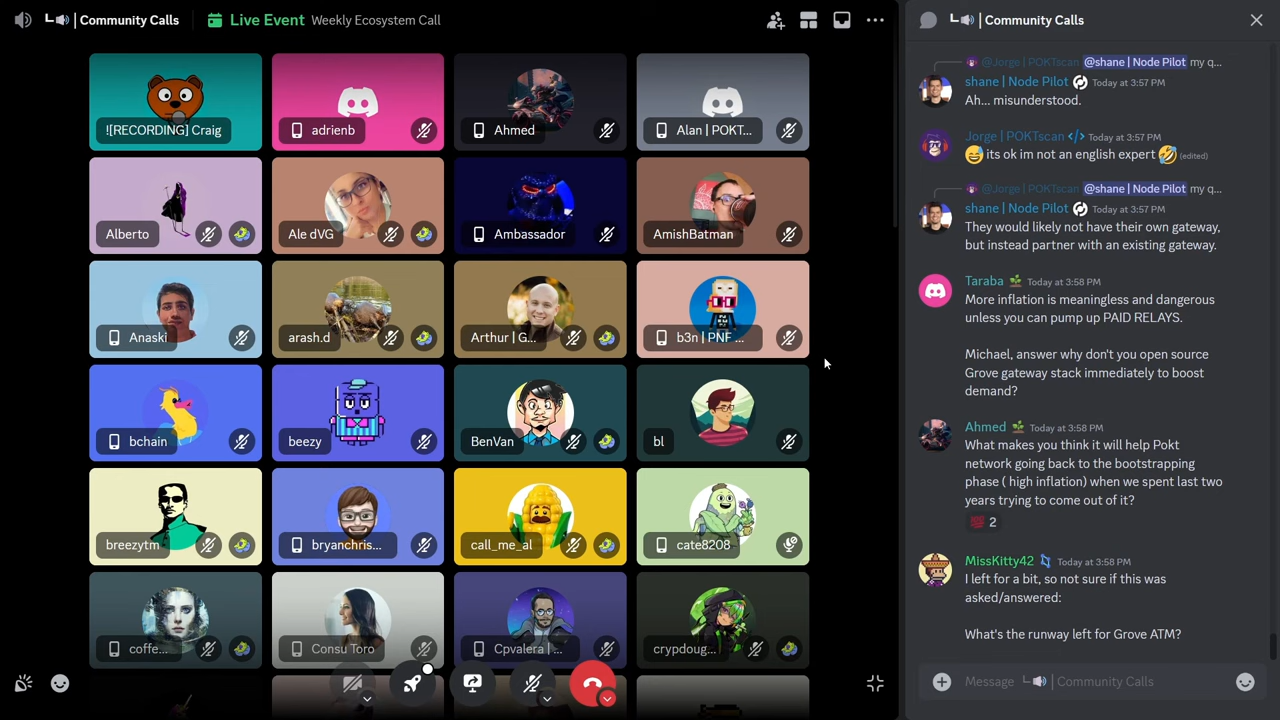 Community Calls
Live Event Weekly Ecosystem Call
![RECORDING] Craig
adrienb
Ahmed
Alan | POKT...
Alberto
Ale dVG
Ambassador
AmishBatman
Anaski
arash.d
Arthur | G...
b3n | PNF ...
bchain
beezy
BenVan
bl
breezytm
bryanchris...
call_me_al
cate8208
coffe...
Consu Toro
Cpvalera | ...
crypdoug...
Community Calls
@Jorge | POKTscan @shane | Node Pilot my q...
shane | Node Pilot Today at 3:57 PM
Ah... misunderstood.
Jorge | POKTscan </> Today at 3:57 PM
😅 its ok im not an english expert 🤣 (edited)
@Jorge | POKTscan @shane | Node Pilot my q...
shane | Node Pilot Today at 3:57 PM
They would likely not have their own gateway,
but instead partner with an existing gateway.
Taraba Today at 3:58 PM
More inflation is meaningless and dangerous
unless you can pump up PAID RELAYS.
Michael, answer why don't you open source
Grove gateway stack immediately to boost
demand?
Ahmed Today at 3:58 PM
What makes you think it will help Pokt
network going back to the bootstrapping
phase ( high inflation) when we spent last two
years trying to come out of it?
💯 2
MissKitty42 Today at 3:58 PM
I left for a bit, so not sure if this was
asked/answered:
What's the runway left for Grove ATM?
Message Community Calls